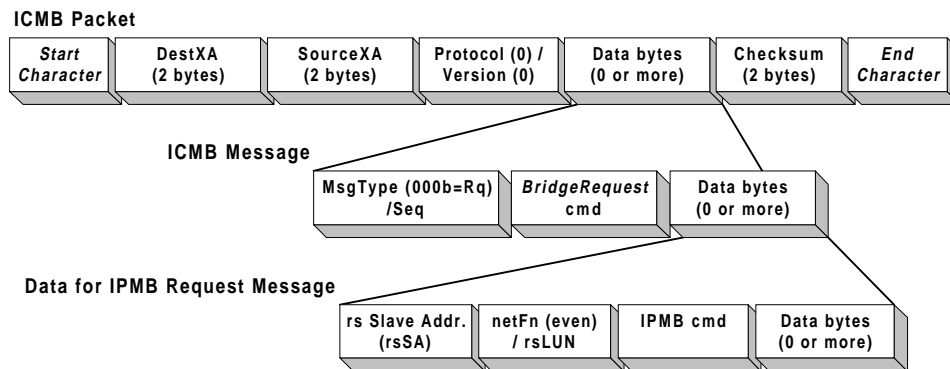 ICMB Packet
Start Character
DestXA (2 bytes)
SourceXA (2 bytes)
Protocol (0) / Version (0)
Data bytes (0 or more)
Checksum (2 bytes)
End Character
ICMB Message
MsgType (000b=Rq) /Seq
BridgeRequest cmd
Data bytes (0 or more)
Data for IPMB Request Message
rs Slave Addr. (rsSA)
netFn (even) / rsLUN
IPMB cmd
Data bytes (0 or more)